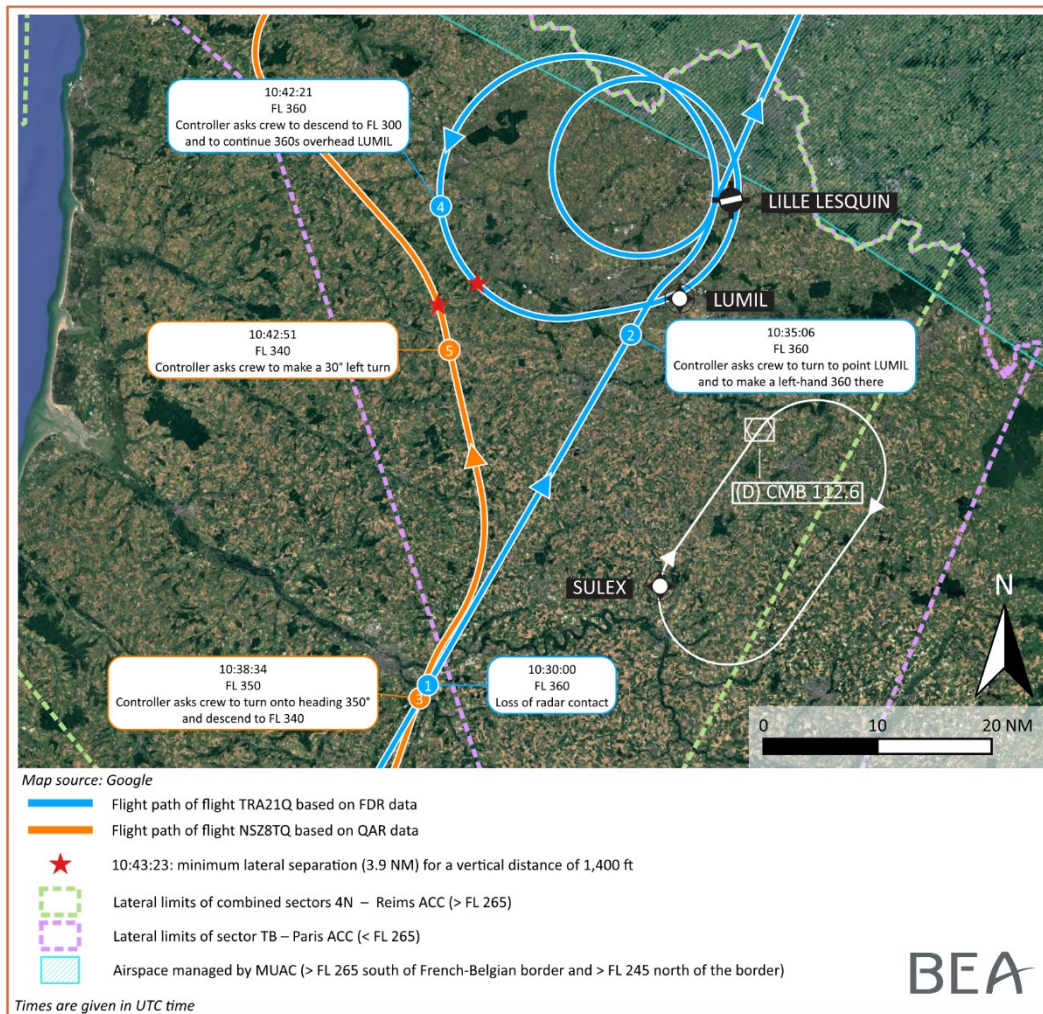 10:42:21
FL 360
Controller asks crew to descend to FL 300
and to continue 360s overhead LUMIL
4
LILLE LESQUIN
LUMIL
10:42:51
FL 340
Controller asks crew to make a 30° left turn
5
2
10:35:06
FL 360
Controller asks crew to turn to point LUMIL
and to make a left-hand 360 there
(D) CMB 112.6
SULEX
N
10:38:34
FL 350
Controller asks crew to turn onto heading 350°
and descend to FL 340
1
3
10:30:00
FL 360
Loss of radar contact
0 10 20 NM
Map source: Google
Flight path of flight TRA21Q based on FDR data
Flight path of flight NSZ8TQ based on QAR data
10:43:23: minimum lateral separation (3.9 NM) for a vertical distance of 1,400 ft
Lateral limits of combined sectors 4N – Reims ACC (> FL 265)
Lateral limits of sector TB – Paris ACC (< FL 265)
Airspace managed by MUAC (> FL 265 south of French-Belgian border and > FL 245 north of the border)
BEA
Times are given in UTC time